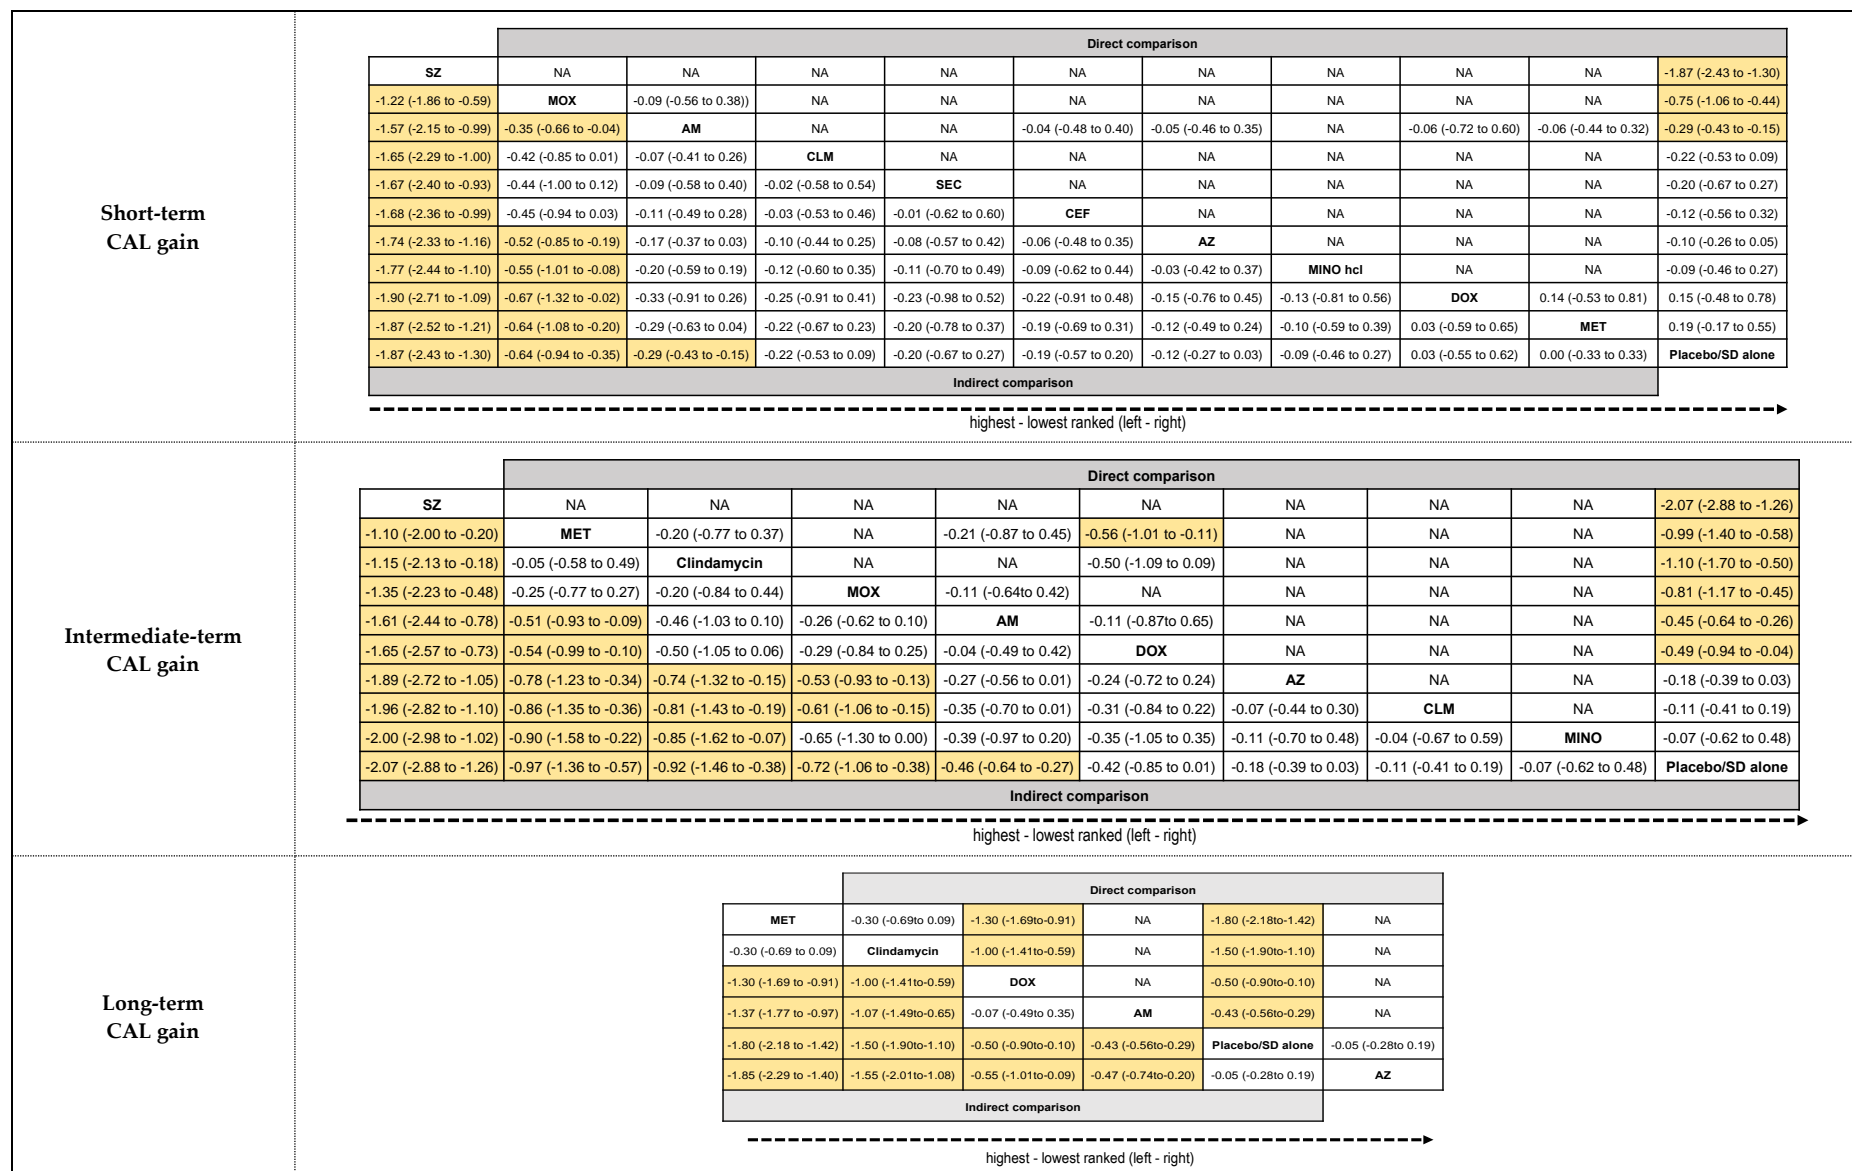 Short-term
CAL gain
Direct comparison
SZ NA NA NA NA NA NA NA NA NA -1.87 (-2.43 to -1.30)
-1.22 (-1.86 to -0.59) MOX -0.09 (-0.56 to 0.38)) NA NA NA NA NA NA NA -0.75 (-1.06 to -0.44)
-1.57 (-2.15 to -0.99) -0.35 (-0.66 to -0.04) AM NA NA -0.04 (-0.48 to 0.40) -0.05 (-0.46 to 0.35) NA -0.06 (-0.72 to 0.60) -0.06 (-0.44 to 0.32) -0.29 (-0.43 to -0.15)
-1.65 (-2.29 to -1.00) -0.42 (-0.85 to 0.01) -0.07 (-0.41 to 0.26) CLM NA NA NA NA NA NA -0.22 (-0.53 to 0.09)
-1.67 (-2.40 to -0.93) -0.44 (-1.00 to 0.12) -0.09 (-0.58 to 0.40) -0.02 (-0.58 to 0.54) SEC NA NA NA NA NA -0.20 (-0.67 to 0.27)
-1.68 (-2.36 to -0.99) -0.45 (-0.94 to 0.03) -0.11 (-0.49 to 0.28) -0.03 (-0.53 to 0.46) -0.01 (-0.62 to 0.60) CEF NA NA NA NA -0.12 (-0.56 to 0.32)
-1.74 (-2.33 to -1.16) -0.52 (-0.85 to -0.19) -0.17 (-0.37 to 0.03) -0.10 (-0.44 to 0.25) -0.08 (-0.57 to 0.42) -0.06 (-0.48 to 0.35) AZ NA NA NA -0.10 (-0.26 to 0.05)
-1.77 (-2.44 to -1.10) -0.55 (-1.01 to -0.08) -0.20 (-0.59 to 0.19) -0.12 (-0.60 to 0.35) -0.11 (-0.70 to 0.49) -0.09 (-0.62 to 0.44) -0.03 (-0.42 to 0.37) MINO hcl NA NA -0.09 (-0.46 to 0.27)
-1.90 (-2.71 to -1.09) -0.67 (-1.32 to -0.02) -0.33 (-0.91 to 0.26) -0.25 (-0.91 to 0.41) -0.23 (-0.98 to 0.52) -0.22 (-0.91 to 0.48) -0.15 (-0.76 to 0.45) -0.13 (-0.81 to 0.56) DOX 0.14 (-0.53 to 0.81) 0.15 (-0.48 to 0.78)
-1.87 (-2.52 to -1.21) -0.64 (-1.08 to -0.20) -0.29 (-0.63 to 0.04) -0.22 (-0.67 to 0.23) -0.20 (-0.78 to 0.37) -0.19 (-0.69 to 0.31) -0.12 (-0.49 to 0.24) -0.10 (-0.59 to 0.39) 0.03 (-0.59 to 0.65) MET 0.19 (-0.17 to 0.55)
-1.87 (-2.43 to -1.30) -0.64 (-0.94 to -0.35) -0.29 (-0.43 to -0.15) -0.22 (-0.53 to 0.09) -0.20 (-0.67 to 0.27) -0.19 (-0.57 to 0.20) -0.12 (-0.27 to 0.03) -0.09 (-0.46 to 0.27) 0.03 (-0.55 to 0.62) 0.00 (-0.33 to 0.33) Placebo/SD alone
Indirect comparison
highest - lowest ranked (left - right)
Intermediate-term
CAL gain
Direct comparison
SZ NA NA NA NA NA NA NA NA -2.07 (-2.88 to -1.26)
-1.10 (-2.00 to -0.20) MET -0.20 (-0.77 to 0.37) NA -0.21 (-0.87 to 0.45) -0.56 (-1.01 to -0.11) NA NA NA -0.99 (-1.40 to -0.58)
-1.15 (-2.13 to -0.18) -0.05 (-0.58 to 0.49) Clindamycin NA NA -0.50 (-1.09 to 0.09) NA NA NA -1.10 (-1.70 to -0.50)
-1.35 (-2.23 to -0.48) -0.25 (-0.77 to 0.27) -0.20 (-0.84 to 0.44) MOX -0.11 (-0.64to 0.42) NA NA NA NA -0.81 (-1.17 to -0.45)
-1.61 (-2.44 to -0.78) -0.51 (-0.93 to -0.09) -0.46 (-1.03 to 0.10) -0.26 (-0.62 to 0.10) AM -0.11 (-0.87to 0.65) NA NA NA -0.45 (-0.64 to -0.26)
-1.65 (-2.57 to -0.73) -0.54 (-0.99 to -0.10) -0.50 (-1.05 to 0.06) -0.29 (-0.84 to 0.25) -0.04 (-0.49 to 0.42) DOX NA NA NA -0.49 (-0.94 to -0.04)
-1.89 (-2.72 to -1.05) -0.78 (-1.23 to -0.34) -0.74 (-1.32 to -0.15) -0.53 (-0.93 to -0.13) -0.27 (-0.56 to 0.01) -0.24 (-0.72 to 0.24) AZ NA NA -0.18 (-0.39 to 0.03)
-1.96 (-2.82 to -1.10) -0.86 (-1.35 to -0.36) -0.81 (-1.43 to -0.19) -0.61 (-1.06 to -0.15) -0.35 (-0.70 to 0.01) -0.31 (-0.84 to 0.22) -0.07 (-0.44 to 0.30) CLM NA -0.11 (-0.41 to 0.19)
-2.00 (-2.98 to -1.02) -0.90 (-1.58 to -0.22) -0.85 (-1.62 to -0.07) -0.65 (-1.30 to 0.00) -0.39 (-0.97 to 0.20) -0.35 (-1.05 to 0.35) -0.11 (-0.70 to 0.48) -0.04 (-0.67 to 0.59) MINO -0.07 (-0.62 to 0.48)
-2.07 (-2.88 to -1.26) -0.97 (-1.36 to -0.57) -0.92 (-1.46 to -0.38) -0.72 (-1.06 to -0.38) -0.46 (-0.64 to -0.27) -0.42 (-0.85 to 0.01) -0.18 (-0.39 to 0.03) -0.11 (-0.41 to 0.19) -0.07 (-0.62 to 0.48) Placebo/SD alone
Indirect comparison
highest - lowest ranked (left - right)
Long-term
CAL gain
Direct comparison
MET -0.30 (-0.69to 0.09) -1.30 (-1.69to-0.91) NA -1.80 (-2.18to-1.42) NA
-0.30 (-0.69 to 0.09) Clindamycin -1.00 (-1.41to-0.59) NA -1.50 (-1.90to-1.10) NA
-1.30 (-1.69 to -0.91) -1.00 (-1.41to-0.59) DOX NA -0.50 (-0.90to-0.10) NA
-1.37 (-1.77 to -0.97) -1.07 (-1.49to-0.65) -0.07 (-0.49to 0.35) AM -0.43 (-0.56to-0.29) NA
-1.80 (-2.18 to -1.42) -1.50 (-1.90to-1.10) -0.50 (-0.90to-0.10) -0.43 (-0.56to-0.29) Placebo/SD alone -0.05 (-0.28to 0.19)
-1.85 (-2.29 to -1.40) -1.55 (-2.01to-1.08) -0.55 (-1.01to-0.09) -0.47 (-0.74to-0.20) -0.05 (-0.28to 0.19) AZ
Indirect comparison
highest - lowest ranked (left - right)